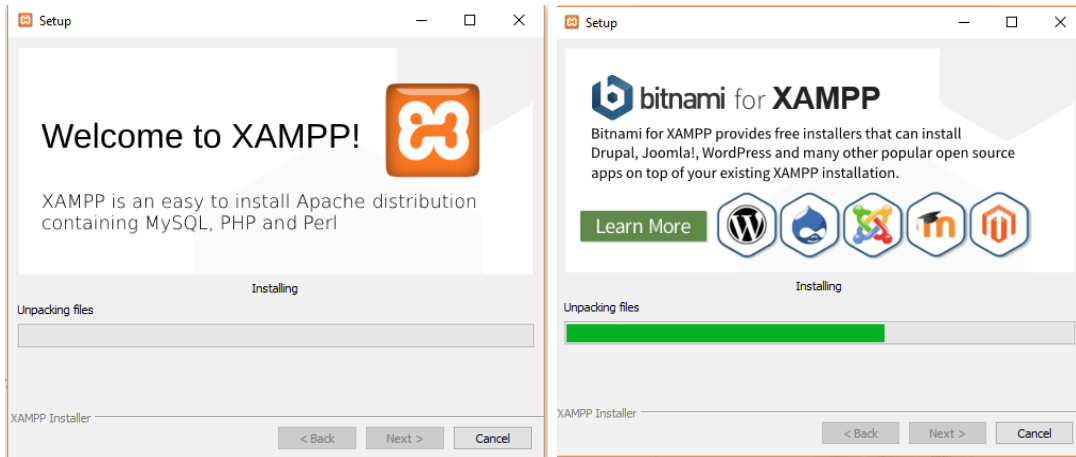 Setup
Welcome to XAMPP!
XAMPP is an easy to install Apache distribution
containing MySQL, PHP and Perl
Installing
Unpacking files
XAMPP Installer
< Back
Next >
Cancel
Setup
bitnami for XAMPP
Bitnami for XAMPP provides free installers that can install
Drupal, Joomla!, WordPress and many other popular open source
apps on top of your existing XAMPP installation.
Learn More
Installing
Unpacking files
XAMPP Installer
< Back
Next >
Cancel